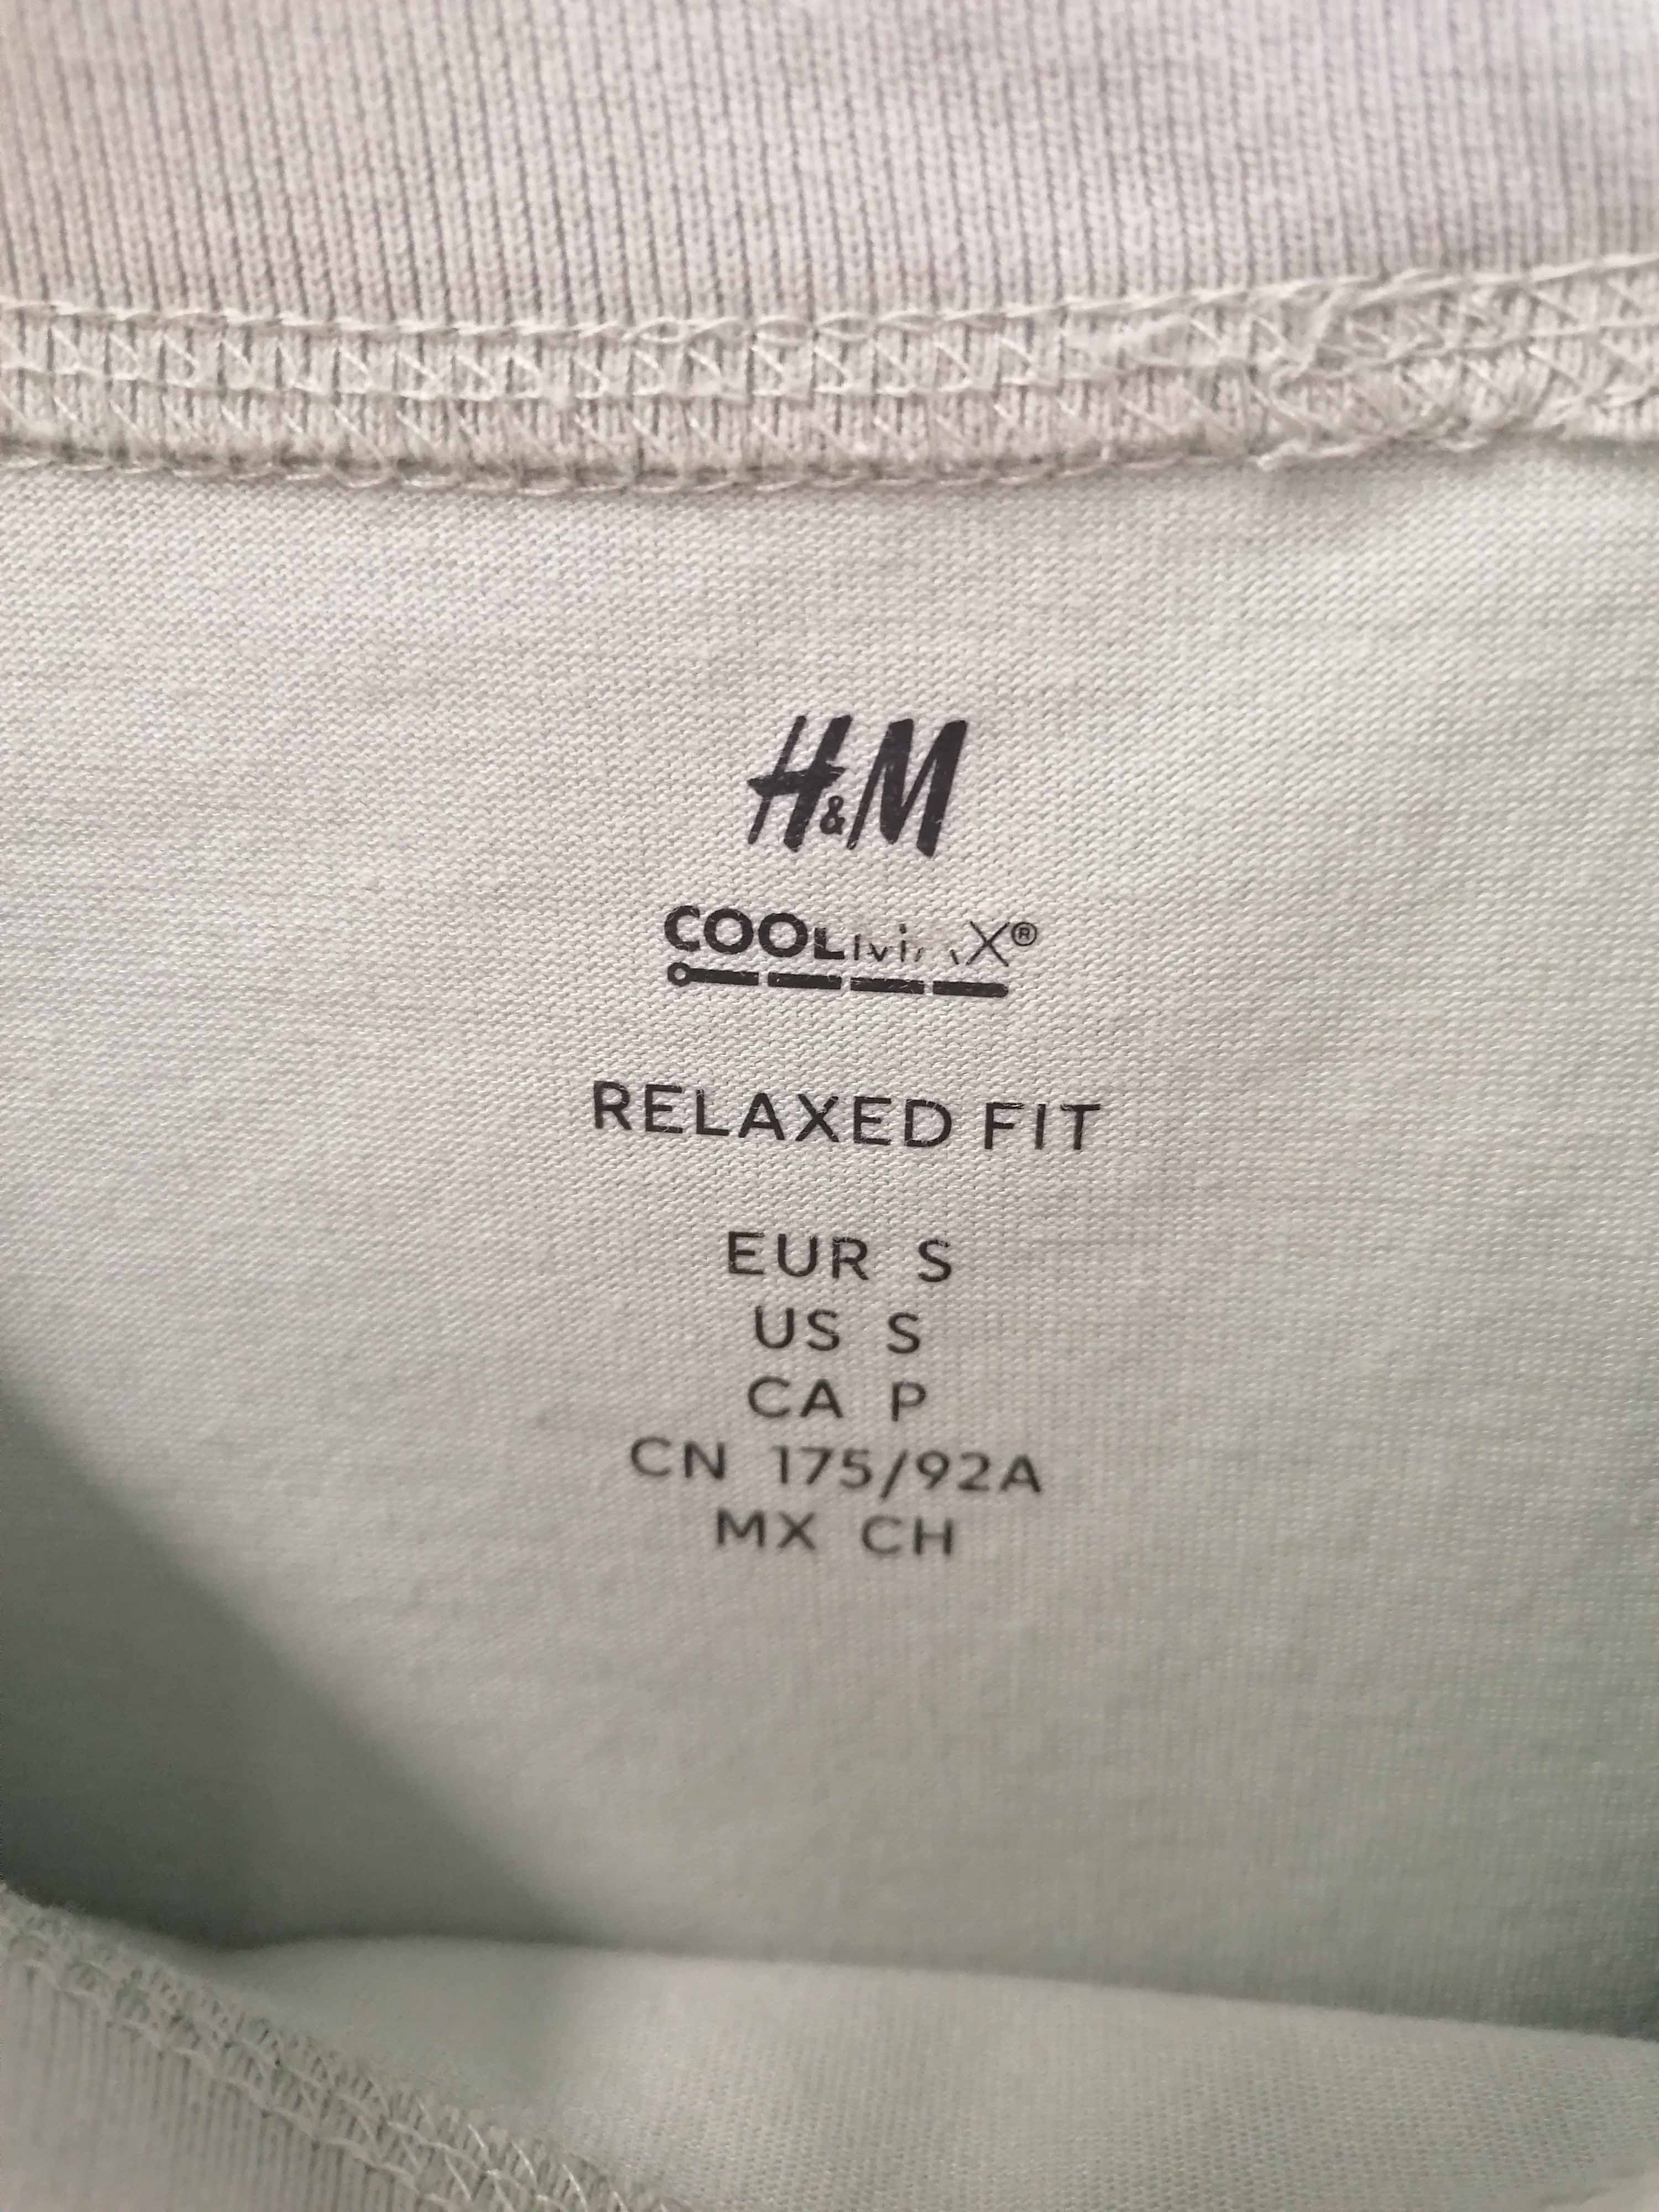 H&M
RELAXED FIT
EUR S
US S
CA P
CN 175/92A
MX CH